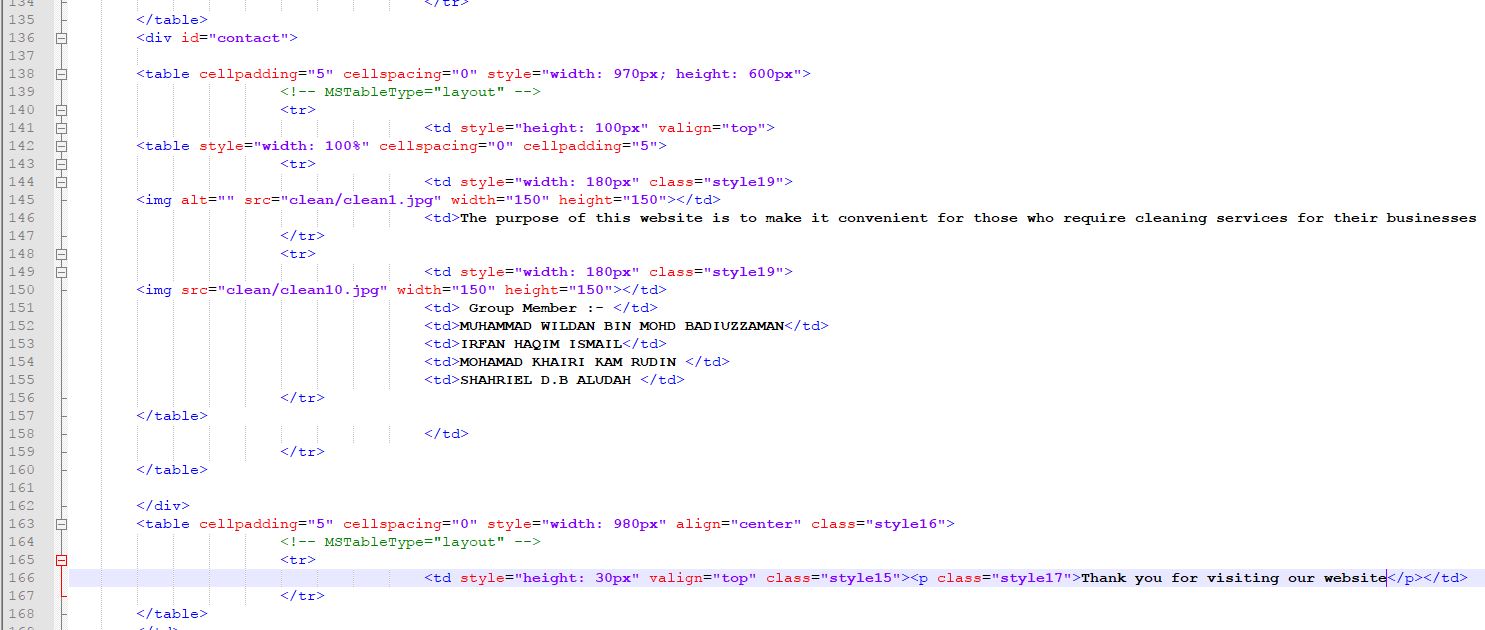 134 </tr>
135 </table>
136 <div id="contact">
137
138 <table cellpadding="5" cellspacing="0" style="width: 970px; height: 600px">
139 <!-- MSTableType="layout" -->
140 <tr>
141 <td style="height: 100px" valign="top">
142 <table style="width: 100%" cellspacing="0" cellpadding="5">
143 <tr>
144 <td style="width: 180px" class="style19">
145 <img alt="" src="clean/clean1.jpg" width="150" height="150"></td>
146 <td>The purpose of this website is to make it convenient for those who require cleaning services for their businesses
147 </tr>
148 <tr>
149 <td style="width: 180px" class="style19">
150 <img src="clean/clean10.jpg" width="150" height="150"></td>
151 <td> Group Member :- </td>
152 <td>MUHAMMAD WILDAN BIN MOHD BADIUZZAMAN</td>
153 <td>IRFAN HAQIM ISMAIL</td>
154 <td>MOHAMAD KHAIRI KAM RUDIN </td>
155 <td>SHAHRIEL D.B ALUDAH </td>
156 </tr>
157 </table>
158 </td>
159 </tr>
160 </table>
161
162 </div>
163 <table cellpadding="5" cellspacing="0" style="width: 980px" align="center" class="style16">
164 <!-- MSTableType="layout" -->
165 <tr>
166 <td style="height: 30px" valign="top" class="style15"><p class="style17">Thank you for visiting our website</p></td>
167 </tr>
168 </table>
169 </td>